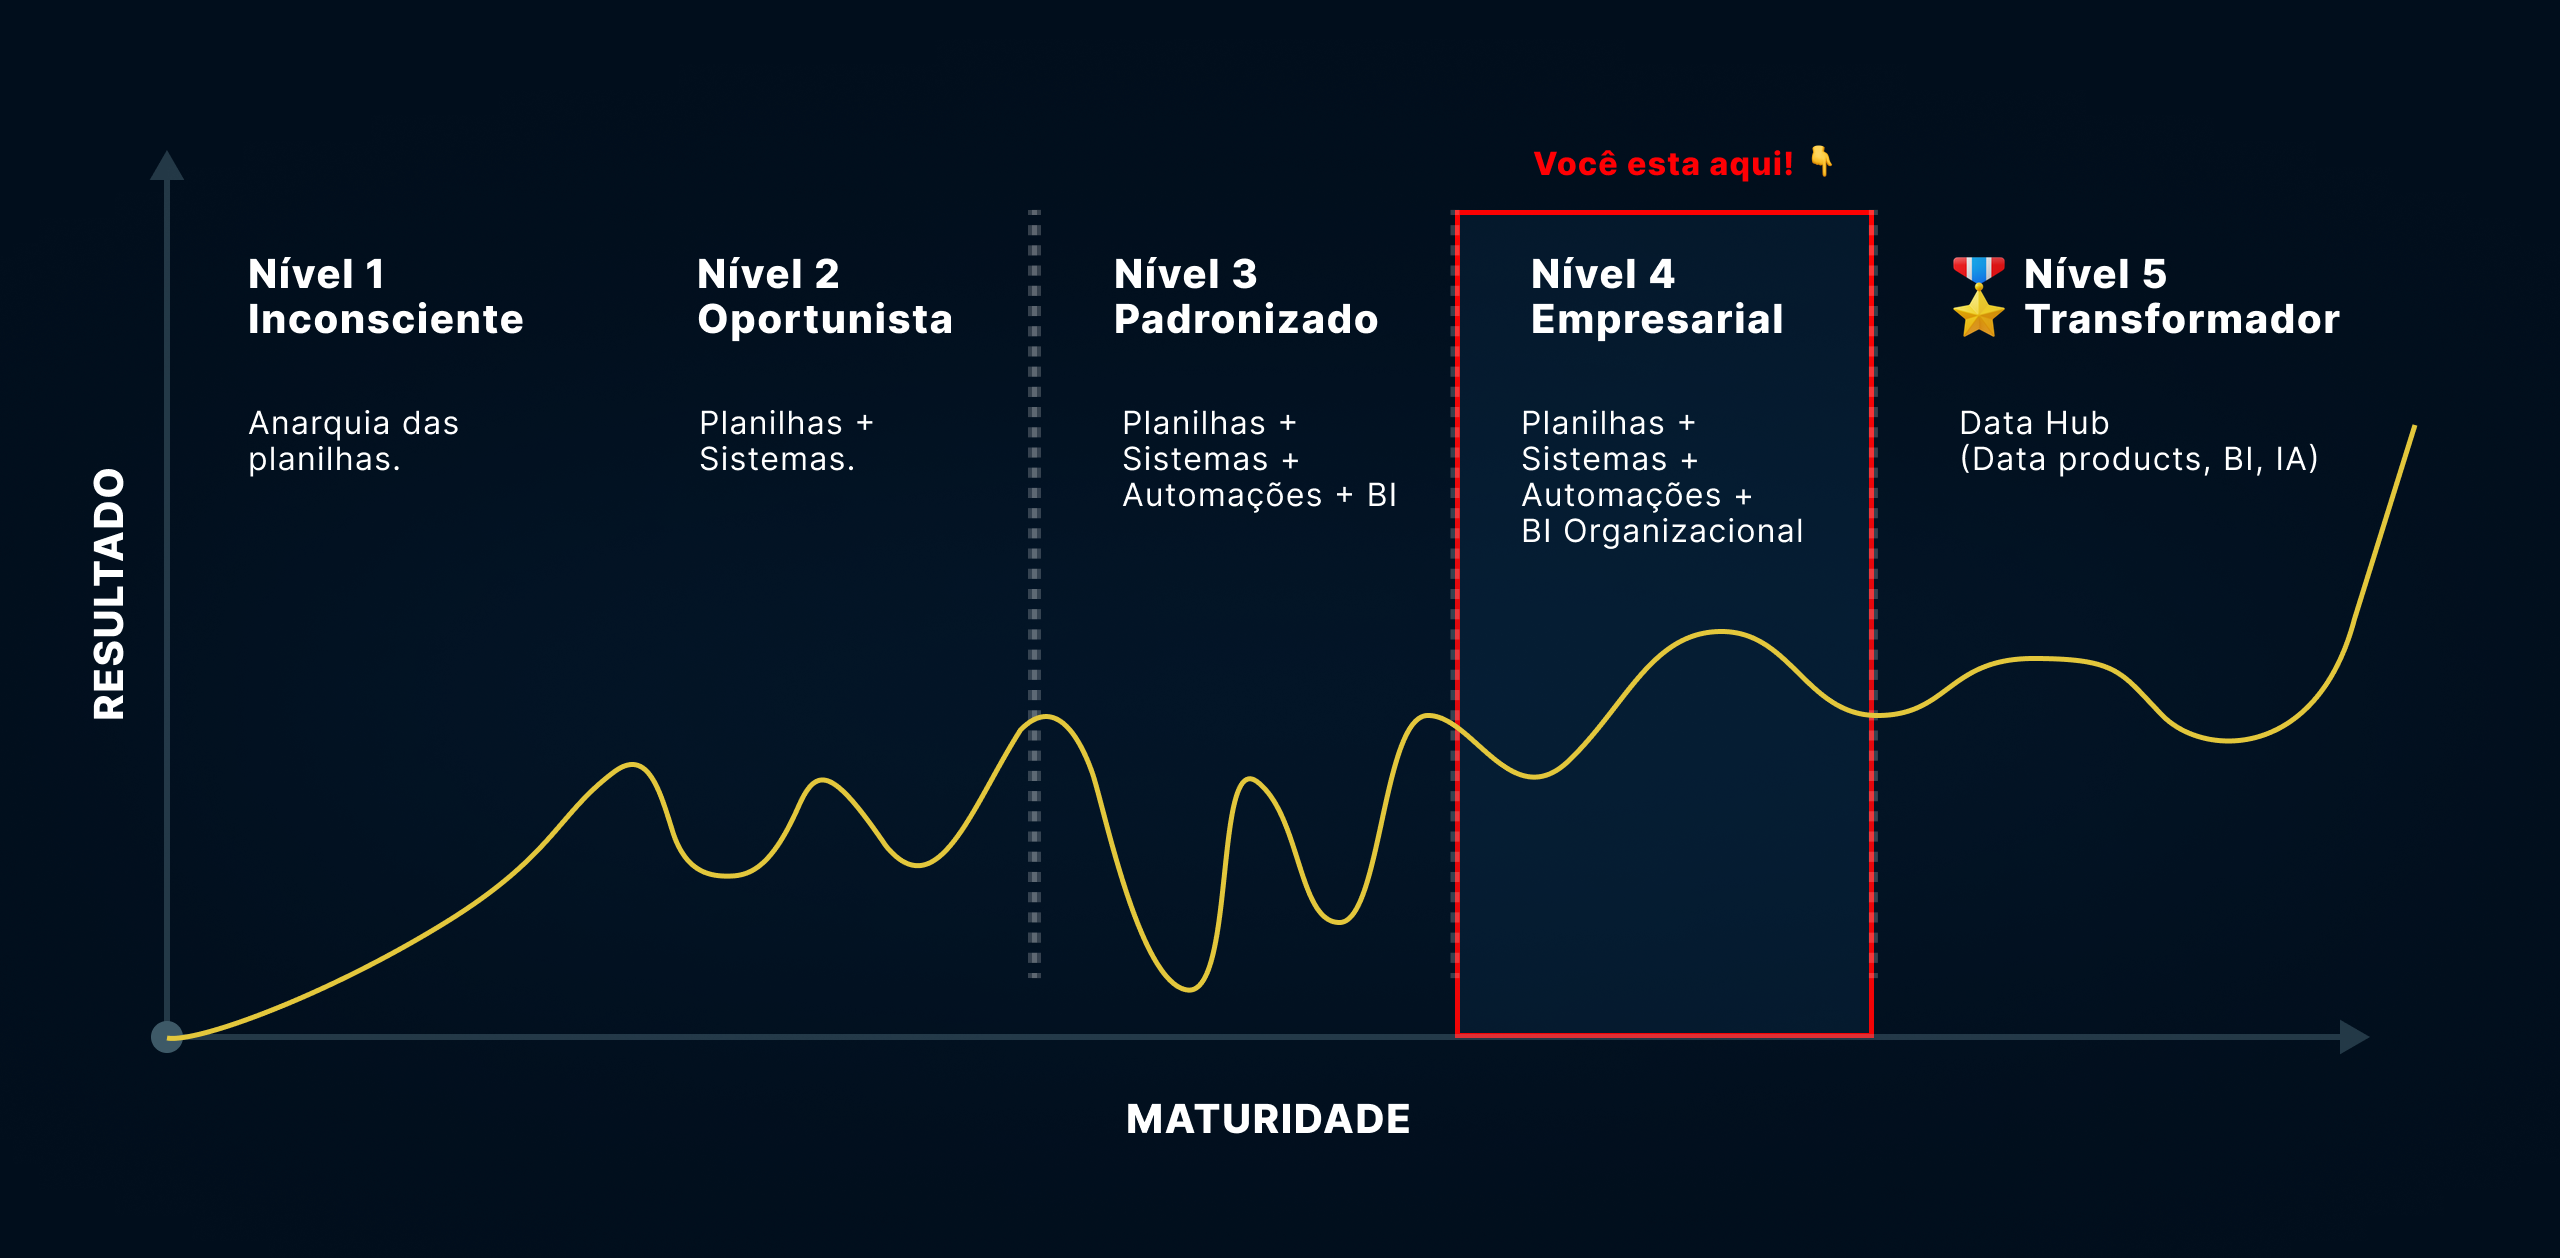 Você esta aqui! 👇
Nível 1
Inconsciente
Anarquia das
planilhas.
Nível 2
Oportunista
Planilhas +
Sistemas.
Nível 3
Padronizado
Planilhas +
Sistemas +
Automações + BI
Nível 4
Empresarial
Planilhas +
Sistemas +
Automações +
BI Organizacional
Nível 5
Transformador
Data Hub
(Data products, BI, IA)
RESULTADO
MATURIDADE